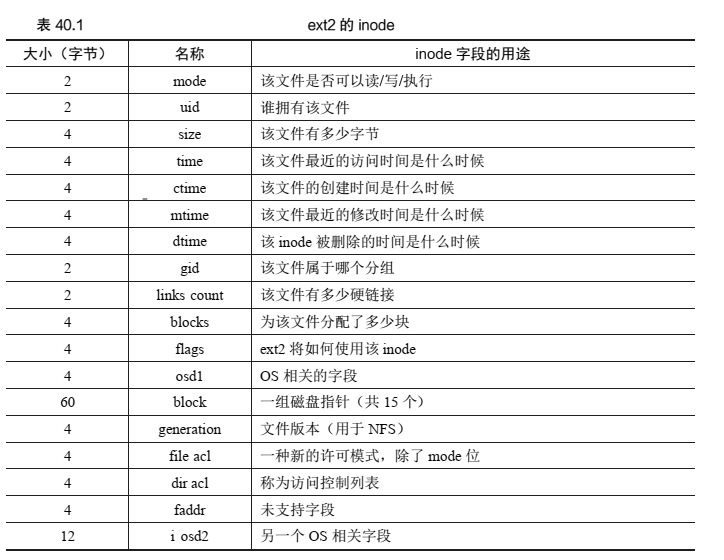 表 40.1 ext2 的 inode
大小（字节） 名称 inode 字段的用途
2 mode 该文件是否可以读/写/执行
2 uid 谁拥有该文件
4 size 该文件有多少字节
4 time 该文件最近的访问时间是什么时候
4 ctime 该文件的创建时间是什么时候
4 mtime 该文件最近的修改时间是什么时候
4 dtime 该 inode 被删除的时间是什么时候
2 gid 该文件属于哪个分组
2 links count 该文件有多少硬链接
4 blocks 为该文件分配了多少块
4 flags ext2 将如何使用该 inode
4 osd1 OS 相关的字段
60 block 一组磁盘指针（共 15 个）
4 generation 文件版本（用于 NFS）
4 file acl 一种新的许可模式，除了 mode 位
4 dir acl 称为访问控制列表
4 faddr 未支持字段
12 i osd2 另一个 OS 相关字段